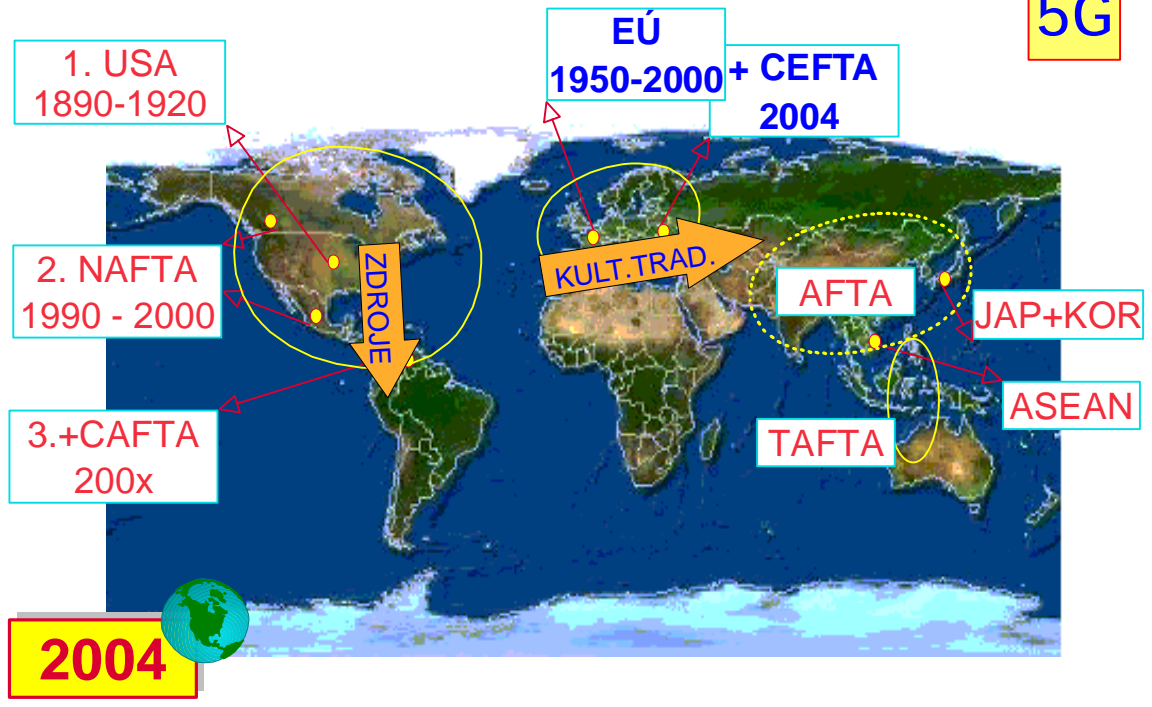 5G
1. USA
1890-1920
EÚ
1950-2000
+ CEFTA
2004
2. NAFTA
1990 - 2000
ZDROJE
KULT.TRAD.
AFTA
JAP+KOR
ASEAN
3.+CAFTA
200x
TAFTA
2004